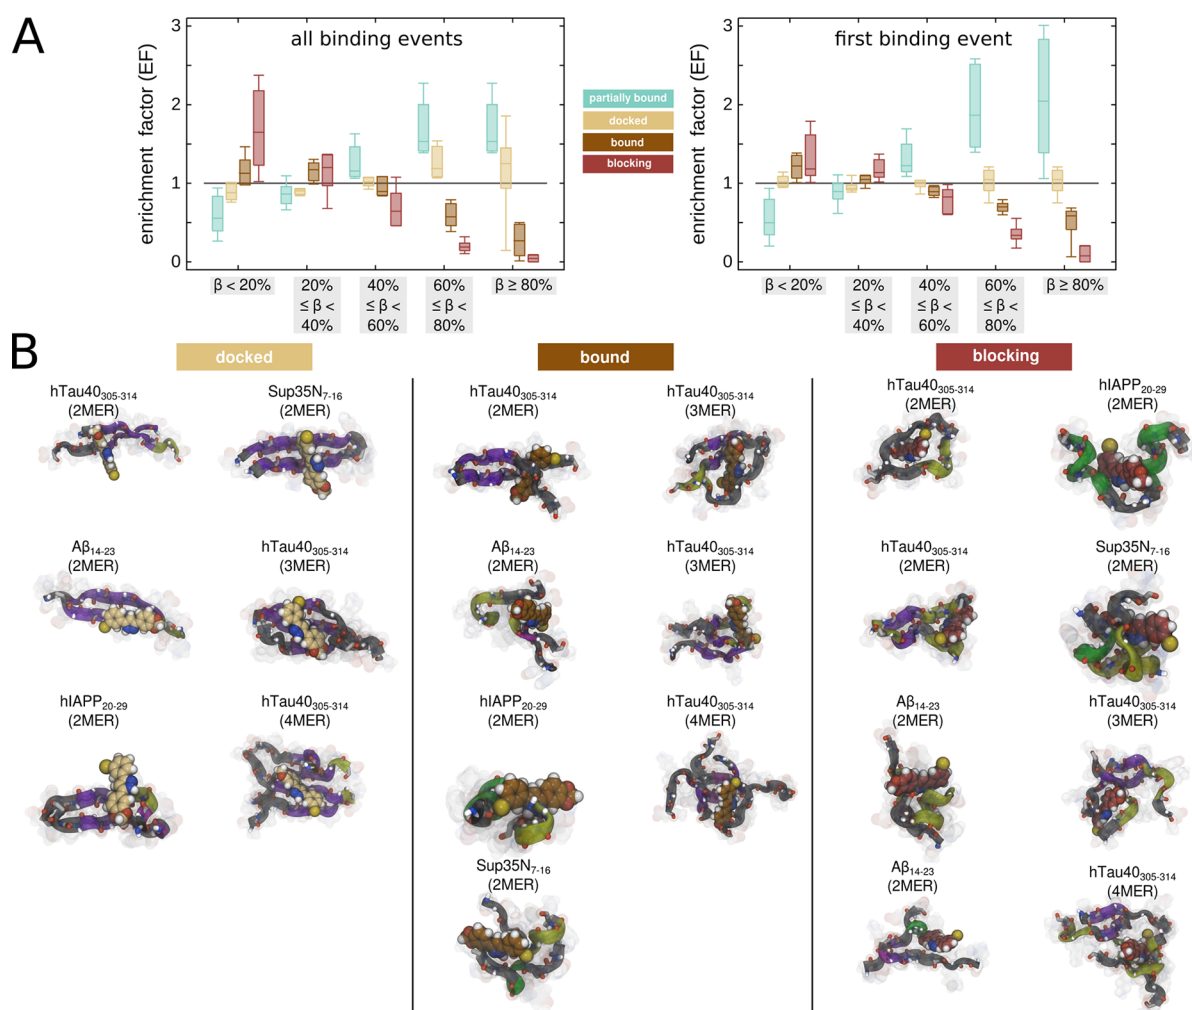 A
all binding events
first binding event
enrichment factor (EF)
3
2
1
0
β < 20%
20%
≤ β <
40%
40%
≤ β <
60%
60%
≤ β <
80%
β ≥ 80%
partially bound
docked
bound
blocking
enrichment factor (EF)
3
2
1
0
β < 20%
20%
≤ β <
40%
40%
≤ β <
60%
60%
≤ β <
80%
β ≥ 80%
B
docked
hTau40305-314
(2MER)
Sup35N7-16
(2MER)
Aβ14-23
(2MER)
hTau40305-314
(3MER)
hIAPP20-29
(2MER)
hTau40305-314
(4MER)
bound
hTau40305-314
(2MER)
hTau40305-314
(3MER)
Aβ14-23
(2MER)
hTau40305-314
(3MER)
hIAPP20-29
(2MER)
hTau40305-314
(4MER)
Sup35N7-16
(2MER)
blocking
hTau40305-314
(2MER)
hIAPP20-29
(2MER)
hTau40305-314
(2MER)
Sup35N7-16
(2MER)
Aβ14-23
(2MER)
hTau40305-314
(3MER)
Aβ14-23
(2MER)
hTau40305-314
(4MER)